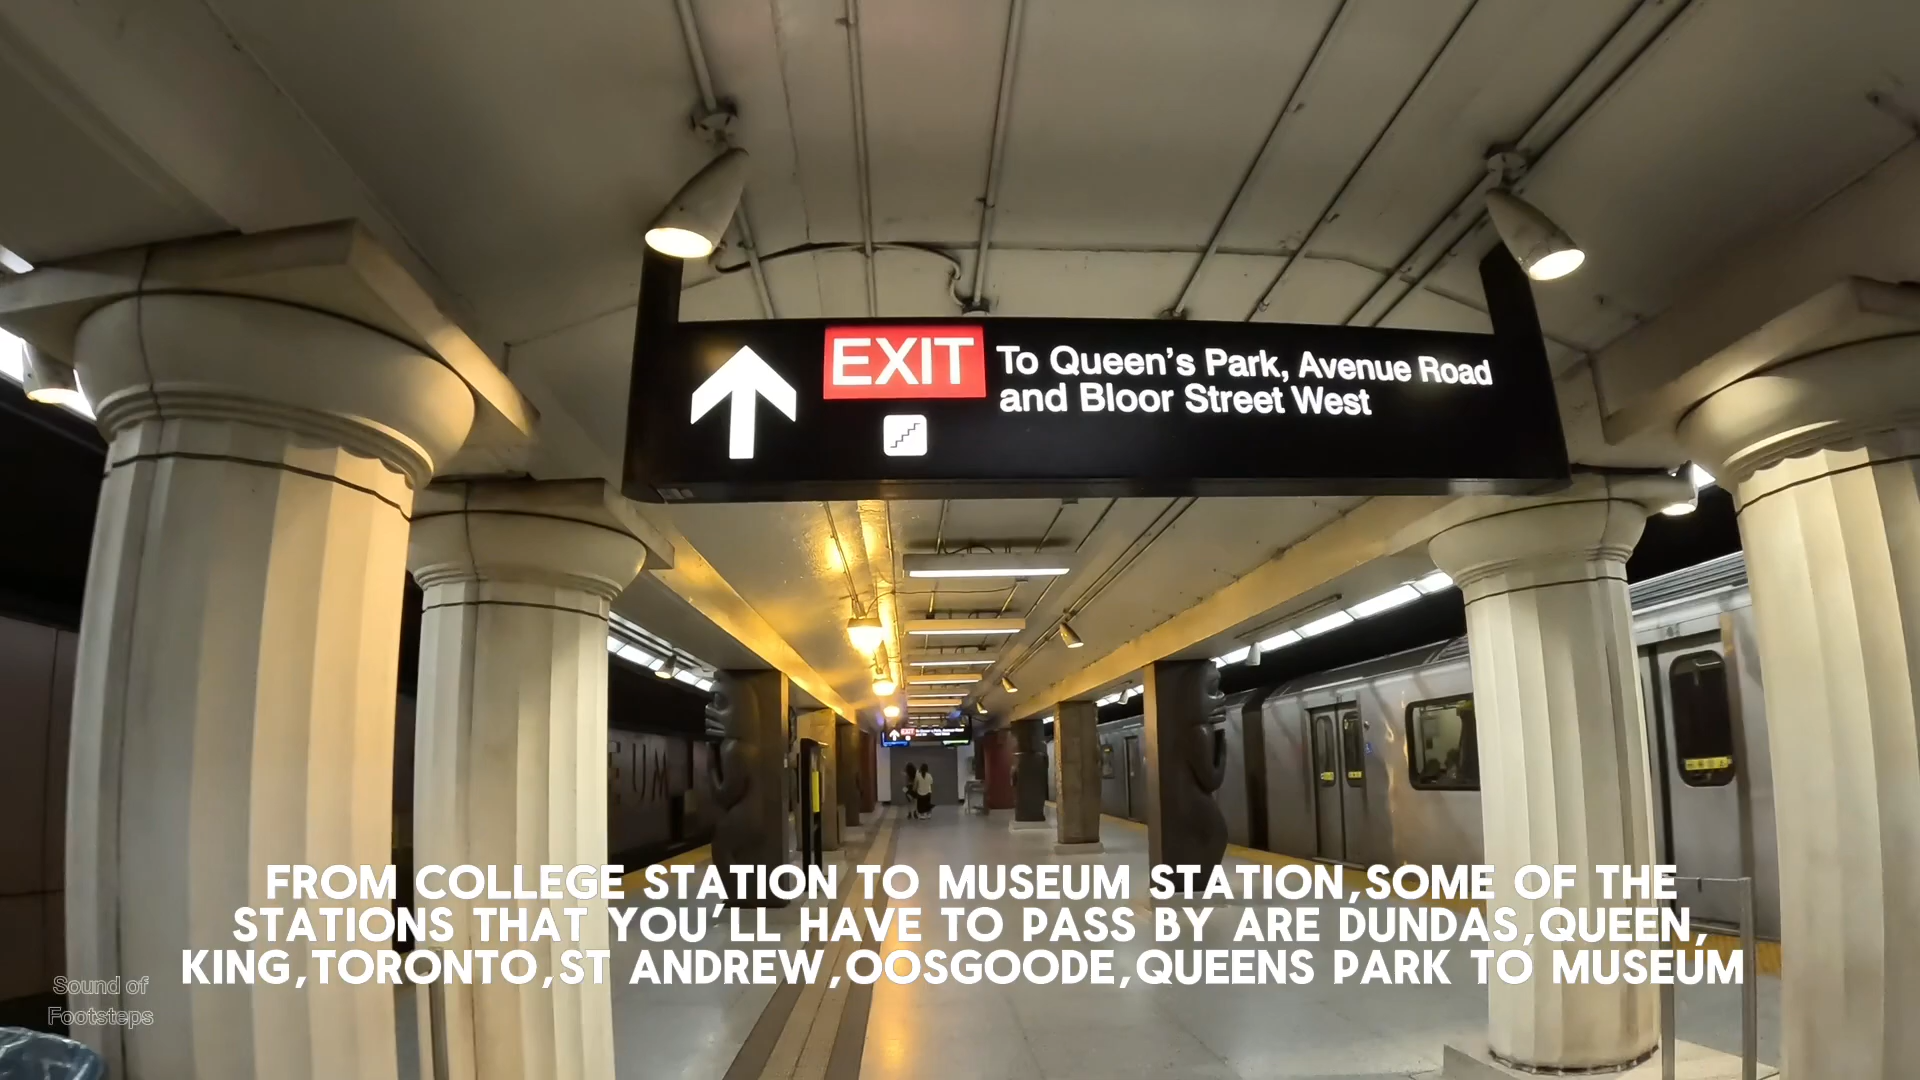 EXIT To Queen's Park, Avenue Road
and Bloor Street West
EXIT
EUM
FROM COLLEGE STATION TO MUSEUM STATION,SOME OF THE
STATIONS THAT YOU'LL HAVE TO PASS BY ARE DUNDAS,QUEEN,
KING,TORONTO,ST ANDREW,OOSGOODE,QUEENS PARK TO MUSEUM
Sound of
Footsteps